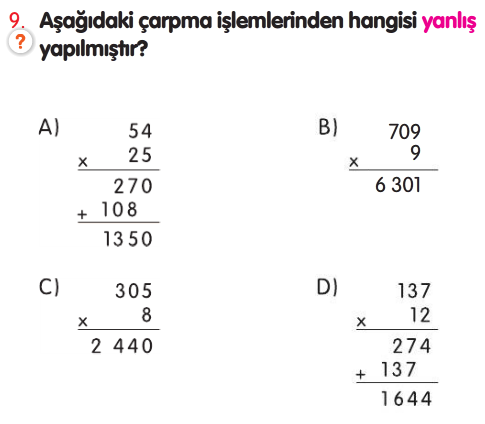 9. Aşağıdaki çarpma işlemlerinden hangisi yanlış
? yapılmıştır?
A)
54
x 25
270
+ 108
1350
B)
709
x 9
6 301
C)
305
x 8
2 440
D)
137
x 12
274
+ 137
1644